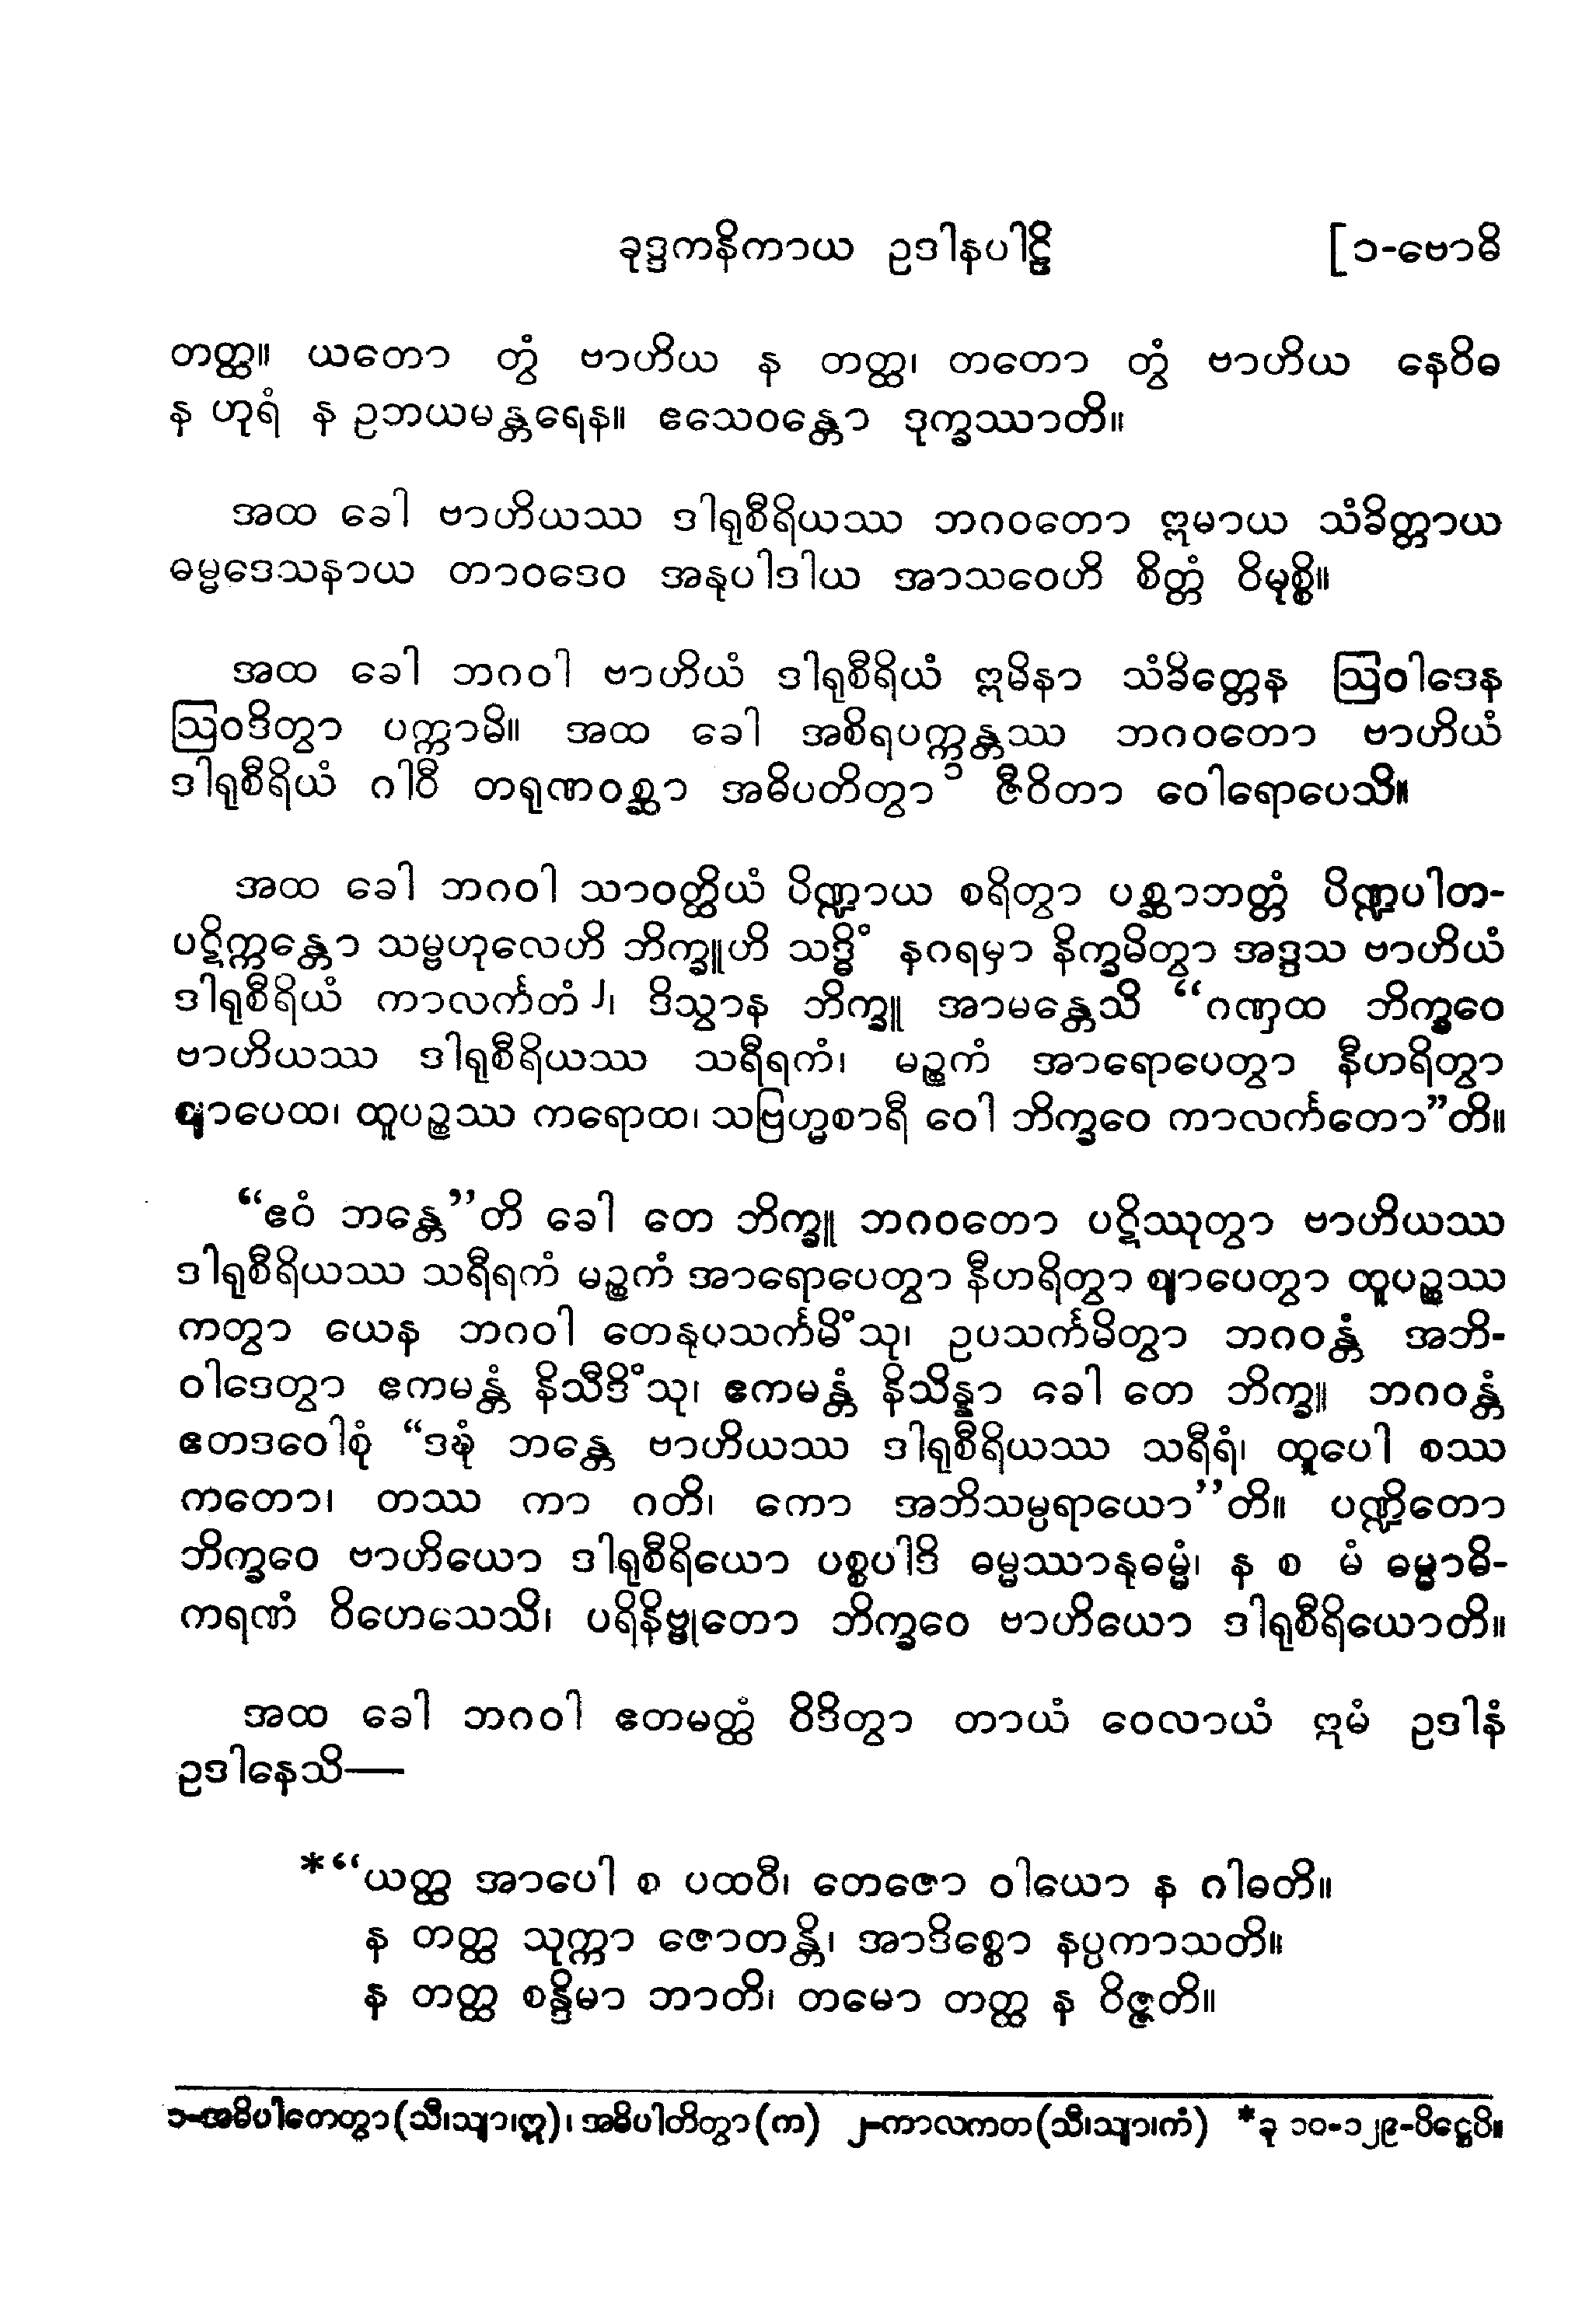 ခုဒ္ဒကနိကာယ ဥဒါနပါဠိ [၁-ဗောဓိ
တတ္ထ။ ယတော တွံ ဗာဟိယ န တတ္ထ၊ တတော တွံ ဗာဟိယ နေဝိဓ
န ဟုရံ န ဥဘယမန္တရေန။ ဧသေဝန္တော ဒုက္ခဿာတိ။
အထ ခေါ ဗာဟိယဿ ဒါရုစီရိယဿ ဘဂဝတော ဣမာယ သံခိတ္တာယ
ဓမ္မဒေသနာယ တာဝဒေဝ အနုပါဒါယ အာသဝေဟိ စိတ္တံ ဝိမုစ္စိ။
အထ ခေါ ဘဂဝါ ဗာဟိယံ ဒါရုစီရိယံ ဣမိနာ သံခိတ္တေန ဩဝါဒေန
ဩဝဒိတွာ ပက္ကာမိ။ အထ ခေါ အစိရပက္ကန္တဿ ဘဂဝတော ဗာဟိယံ
ဒါရုစီရိယံ ဂါဝီ တရုဏဝစ္ဆာ အဓိပတိတွာ ၁ ဇီဝိတာ ဝေါရောပေသိ။
အထ ခေါ ဘဂဝါ သာဝတ္ထိယံ ပိဏ္ဍာယ စရိတွာ ပစ္ဆာဘတ္တံ ပိဏ္ဍပါတ-
ပဋိက္ကန္တော သမ္ဗဟုလေဟိ ဘိက္ခူဟိ သဒ္ဓိံ နဂရမှာ နိက္ခမိတွာ အဒ္ဒသ ဗာဟိယံ
ဒါရုစီရိယံ ကာလင်္ကတံ ၂၊ ဒိသွာန ဘိက္ခူ အာမန္တေသိ “ဂဏှထ ဘိက္ခဝေ
ဗာဟိယဿ ဒါရုစီရိယဿ သရီရကံ၊ မဉ္စကံ အာရောပေတွာ နီဟရိတွာ
ဈာပေထ၊ ထူပဉ္စဿ ကရောထ၊ သဗြဟ္မစာရီ ဝေါ ဘိက္ခဝေ ကာလင်္ကတော”တိ။
“ဧဝံ ဘန္တေ”တိ ခေါ တေ ဘိက္ခူ ဘဂဝတော ပဋိဿုတွာ ဗာဟိယဿ
ဒါရုစီရိယဿ သရီရကံ မဉ္စကံ အာရောပေတွာ နီဟရိတွာ ဈာပေတွာ ထူပဉ္စဿ
ကတွာ ယေန ဘဂဝါ တေနုပသင်္ကမိံသု၊ ဥပသင်္ကမိတွာ ဘဂဝန္တံ အဘိ-
ဝါဒေတွာ ဧကမန္တံ နိသီဒိံသု၊ ဧကမန္တံ နိသိန္နာ ခေါ တေ ဘိက္ခူ ဘဂဝန္တံ
ဧတဒဝေါစုံ “ဒဍ္ဎံ ဘန္တေ ဗာဟိယဿ ဒါရုစီရိယဿ သရီရံ၊ ထူပေါ စဿ
ကတော၊ တဿ ကာ ဂတိ၊ ကော အဘိသမ္ပရာယော”တိ။ ပဏ္ဍိတော
ဘိက္ခဝေ ဗာဟိယော ဒါရုစီရိယော ပစ္စပါဒိ ဓမ္မဿာနုဓမ္မံ၊ န စ မံ ဓမ္မာဓိ-
ကရဏံ ဝိဟေသေသိ၊ ပရိနိဗ္ဗုတော ဘိက္ခဝေ ဗာဟိယော ဒါရုစီရိယောတိ။
အထ ခေါ ဘဂဝါ ဧတမတ္ထံ ဝိဒိတွာ တာယံ ဝေလာယံ ဣမံ ဥဒါနံ
ဥဒါနေသိ—
*“ယတ္ထ အာပေါ စ ပထဝီ၊ တေဇော ဝါယော န ဂါဓတိ။
န တတ္ထ သုက္ကာ ဇောတန္တိ၊ အာဒိစ္စော နပ္ပကာသတိ။
န တတ္ထ စန္ဒိမာ ဘာတိ၊ တမော တတ္ထ န ဝိဇ္ဇတိ။
၁-အဓိပါတေတွာ (သီ၊သျာ၊ဣ)၊ အဓိပါတိတွာ (က) ၂-ကာလကတ (သီ၊သျာ၊ကံ) *ခု ၁၀-၁၂၉-ပိဋ္ဌေပိ။